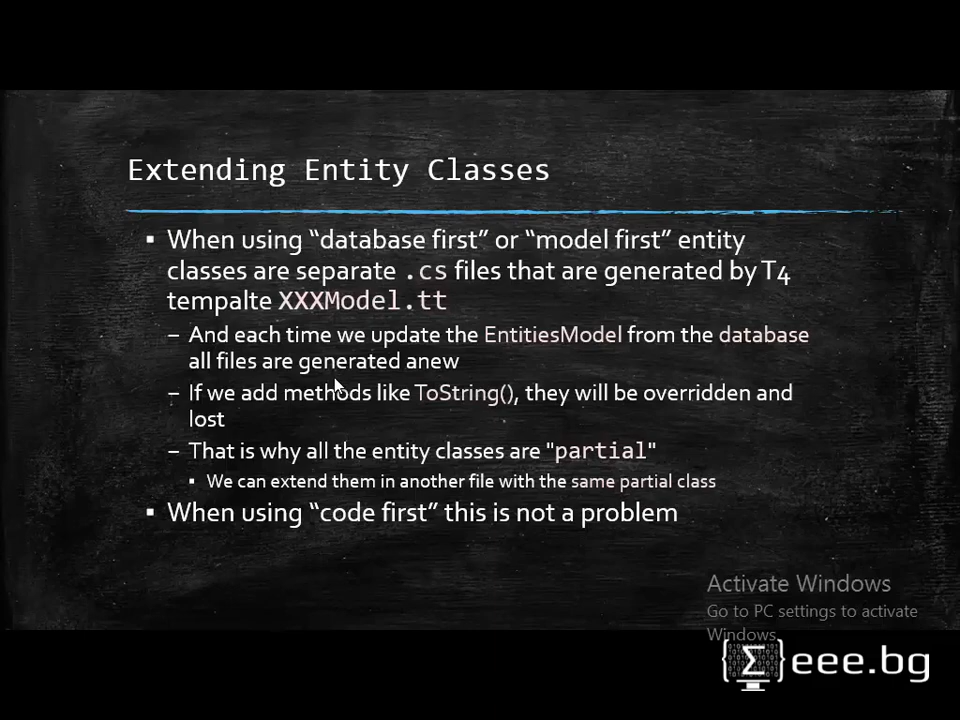 Extending Entity Classes
▪ When using “database first” or “model first” entity
classes are separate .cs files that are generated by T4
tempalte XXXModel.tt
– And each time we update the EntitiesModel from the database
all files are generated anew
– If we add methods like ToString(), they will be overridden and
lost
– That is why all the entity classes are "partial"
▪ We can extend them in another file with the same partial class
▪ When using “code first” this is not a problem
Activate Windows
Go to PC settings to activate
Windows.
{Σ}eee.bg